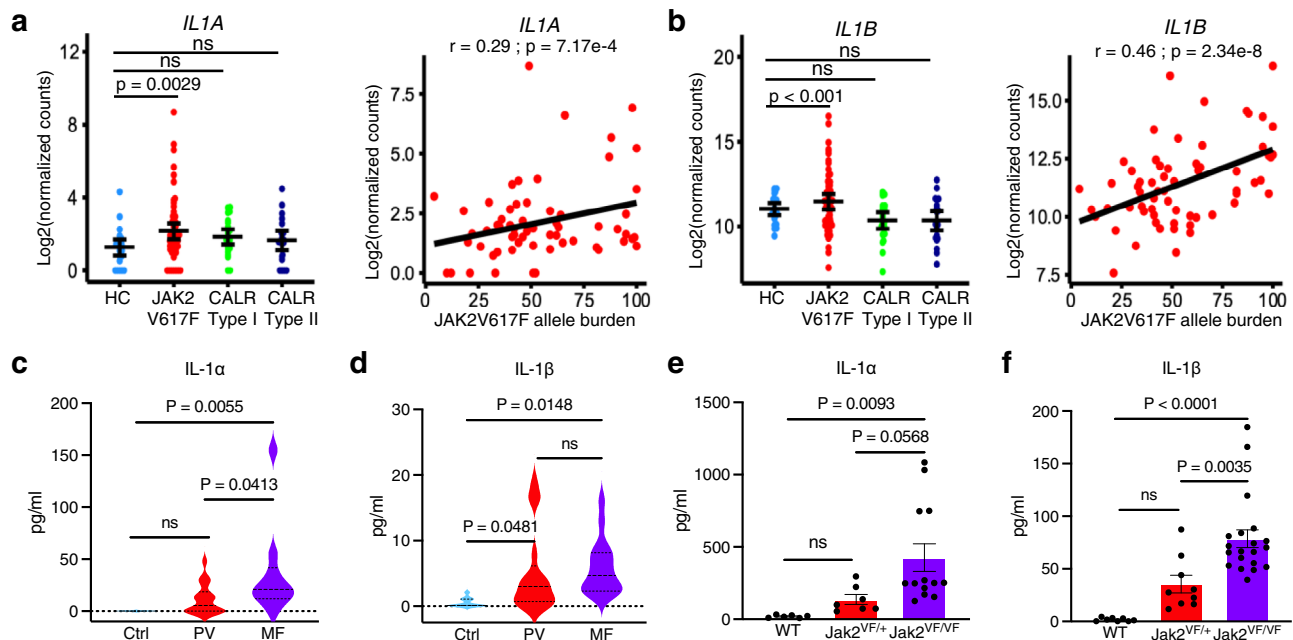 a
IL1A
Log2(normalized counts)
12
8
4
0
ns
ns
p = 0.0029
HC
JAK2 V617F
CALR Type I
CALR Type II
IL1A
r = 0.29 ; p = 7.17e-4
Log2(normalized counts)
7.5
5.0
2.5
0.0
0 25 50 75 100
JAK2V617F allele burden
b
IL1B
Log2(normalized counts)
20
15
10
ns
ns
p < 0.001
HC
JAK2 V617F
CALR Type I
CALR Type II
IL1B
r = 0.46 ; p = 2.34e-8
Log2(normalized counts)
15.0
12.5
10.0
7.5
0 25 50 75 100
JAK2V617F allele burden
c
IL-1α
pg/ml
200
150
100
50
0
P = 0.0055
P = 0.0413
ns
Ctrl PV MF
d
IL-1β
pg/ml
30
20
10
0
P = 0.0148
ns
P = 0.0481
Ctrl PV MF
e
IL-1α
pg/ml
1500
1000
500
0
P = 0.0093
P = 0.0568
ns
WT Jak2VF/+ Jak2VF/VF
f
IL-1β
pg/ml
200
150
100
50
0
P < 0.0001
P = 0.0035
ns
WT Jak2VF/+ Jak2VF/VF